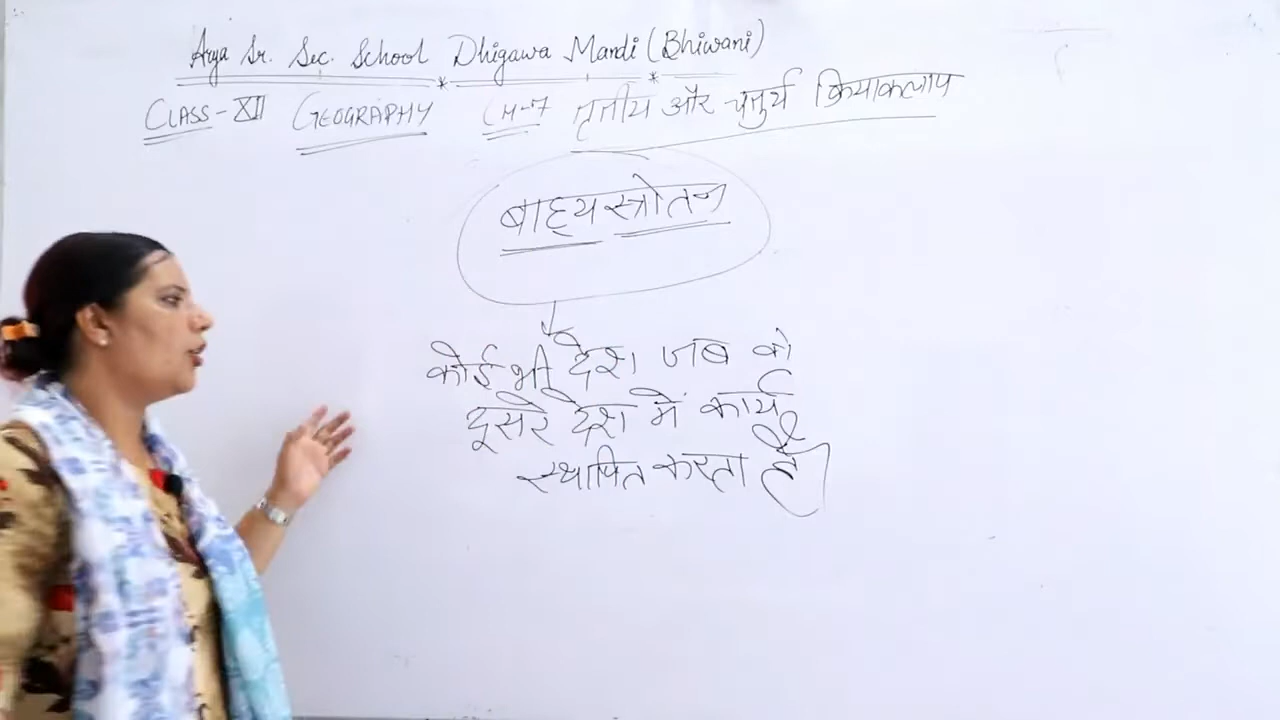 Arya Sr. Sec. School Dhigawa Mandi (Bhiwani)
CLASS-XII GEOGRAPHY CH-7 तृतीय और चतुर्थ क्रियाकलाप
बाह्यस्त्रोतन
कोई भी देश जब को
दूसरे देश में कार्य
स्थापित करता है